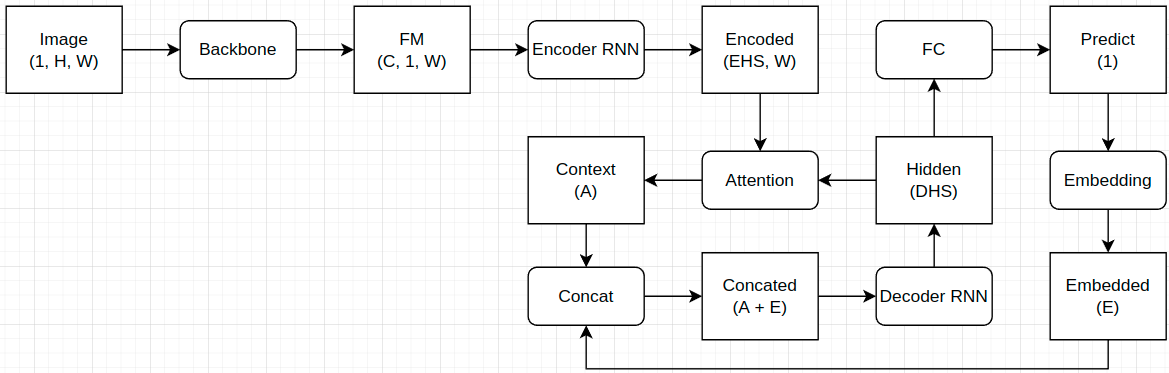 Image
(1, H, W)
Backbone
FM
(C, 1, W)
Encoder RNN
Encoded
(EHS, W)
FC
Predict
(1)
Context
(A)
Attention
Hidden
(DHS)
Embedding
Concat
Concated
(A + E)
Decoder RNN
Embedded
(E)